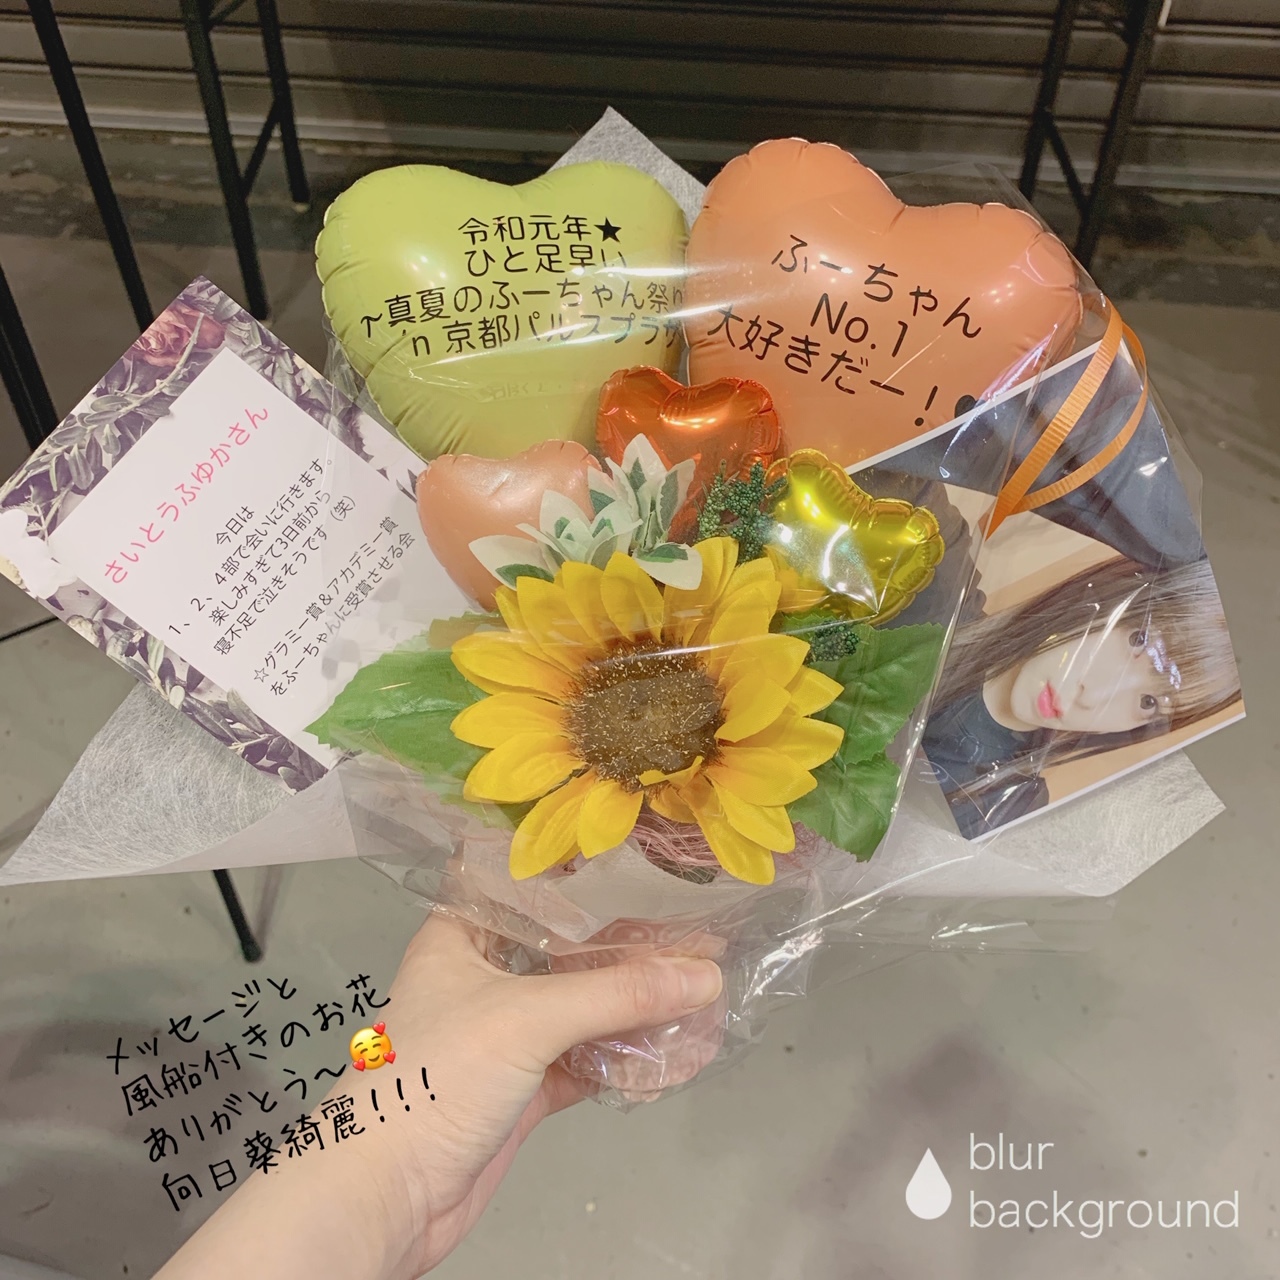 令和元年★
ひと足早い
〜真夏のふーちゃん祭り
in 京都パルスプラザ
ふーちゃん
No.1
大好きだー！
さいとうふゆかさん
今日は
1、2、4部で会いに行きます。
楽しみすぎて3日前から
寝不足で泣きそうです（笑）
☆グラミー賞&アカデミー賞
をふーちゃんに受賞させる会
メッセージと
風船付きのお花
ありがとう〜🥰
向日葵綺麗！！！
blur
background